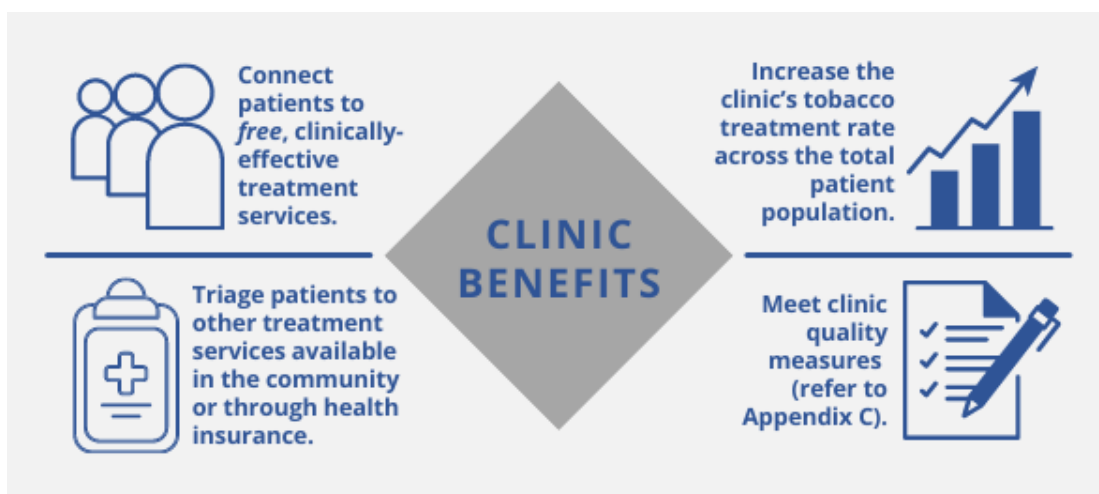 Connect
patients to
free, clinically-
effective
treatment
services.
Triage patients to
other treatment
services available
in the community
or through health
insurance.
CLINIC
BENEFITS
Increase the
clinic's tobacco
treatment rate
across the total
patient
population.
Meet clinic
quality
measures
(refer to
Appendix C).